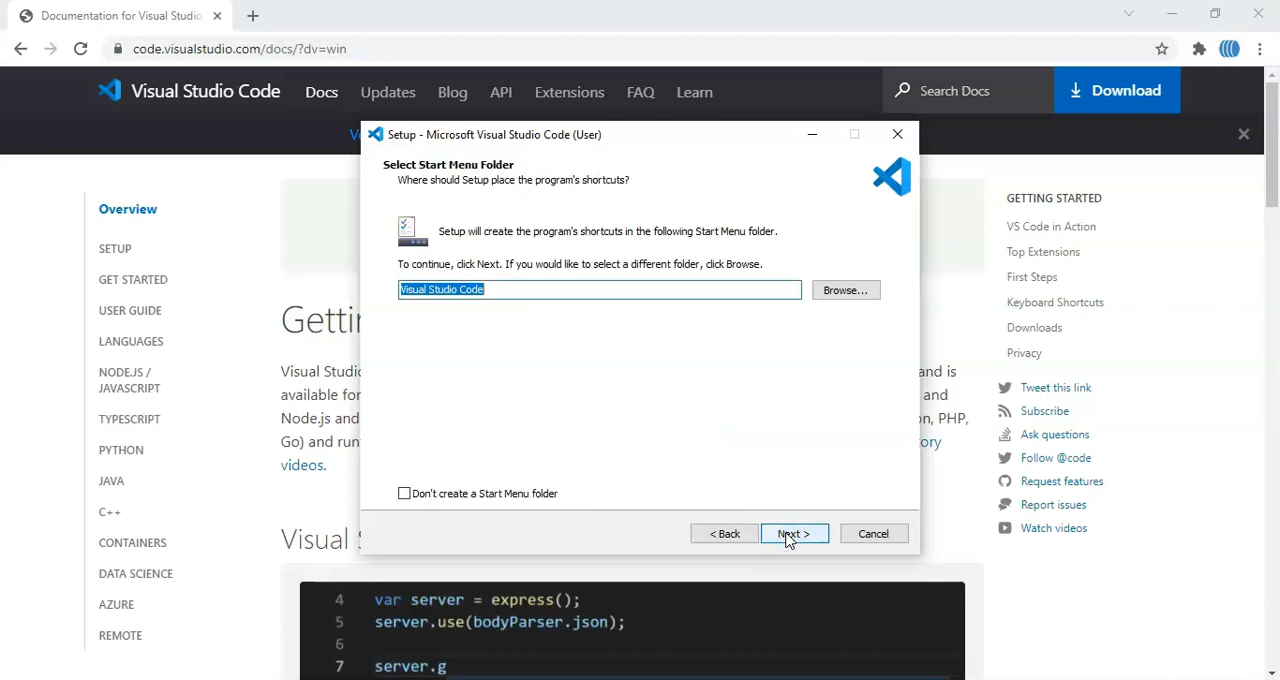 Documentation for Visual Studio
code.visualstudio.com/docs/?dv=win
Visual Studio Code
Docs
Updates
Blog
API
Extensions
FAQ
Learn
Search Docs
Download
Setup - Microsoft Visual Studio Code (User)
Select Start Menu Folder
Where should Setup place the program's shortcuts?
Setup will create the program's shortcuts in the following Start Menu folder.
To continue, click Next. If you would like to select a different folder, click Browse.
Visual Studio Code
Browse...
Don't create a Start Menu folder
< Back
Next >
Cancel
Overview
SETUP
GET STARTED
USER GUIDE
LANGUAGES
NODE.JS /
JAVASCRIPT
TYPESCRIPT
PYTHON
JAVA
C++
CONTAINERS
DATA SCIENCE
AZURE
REMOTE
Getti
Visual Studi
and is
available for
and
Node.js and
on, PHP,
Go) and run
ory
videos.
Visual S
4 var server = express();
5 server.use(bodyParser.json);
6
7 server.g
GETTING STARTED
VS Code in Action
Top Extensions
First Steps
Keyboard Shortcuts
Downloads
Privacy
Tweet this link
Subscribe
Ask questions
Follow @code
Request features
Report issues
Watch videos